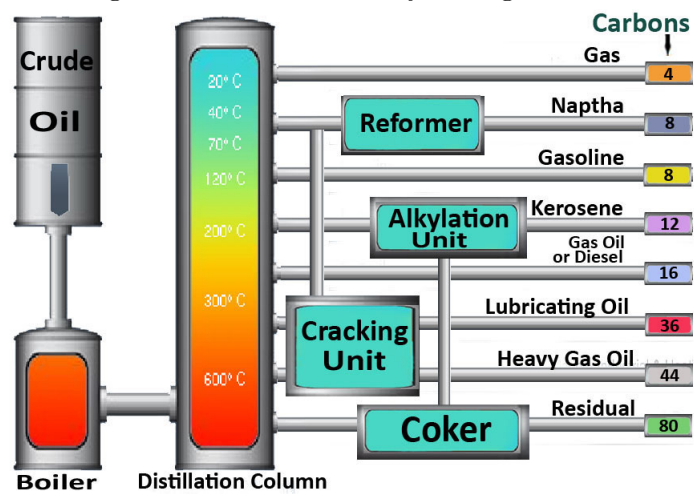 Carbons
Crude
Oil
Boiler
Distillation Column
20° C
40° C
70° C
120° C
200° C
300° C
600° C
Gas
4
Reformer
Naptha
8
Gasoline
8
Alkylation
Unit
Kerosene
12
Gas Oil
or Diesel
16
Cracking
Unit
Lubricating Oil
36
Heavy Gas Oil
44
Coker
Residual
80